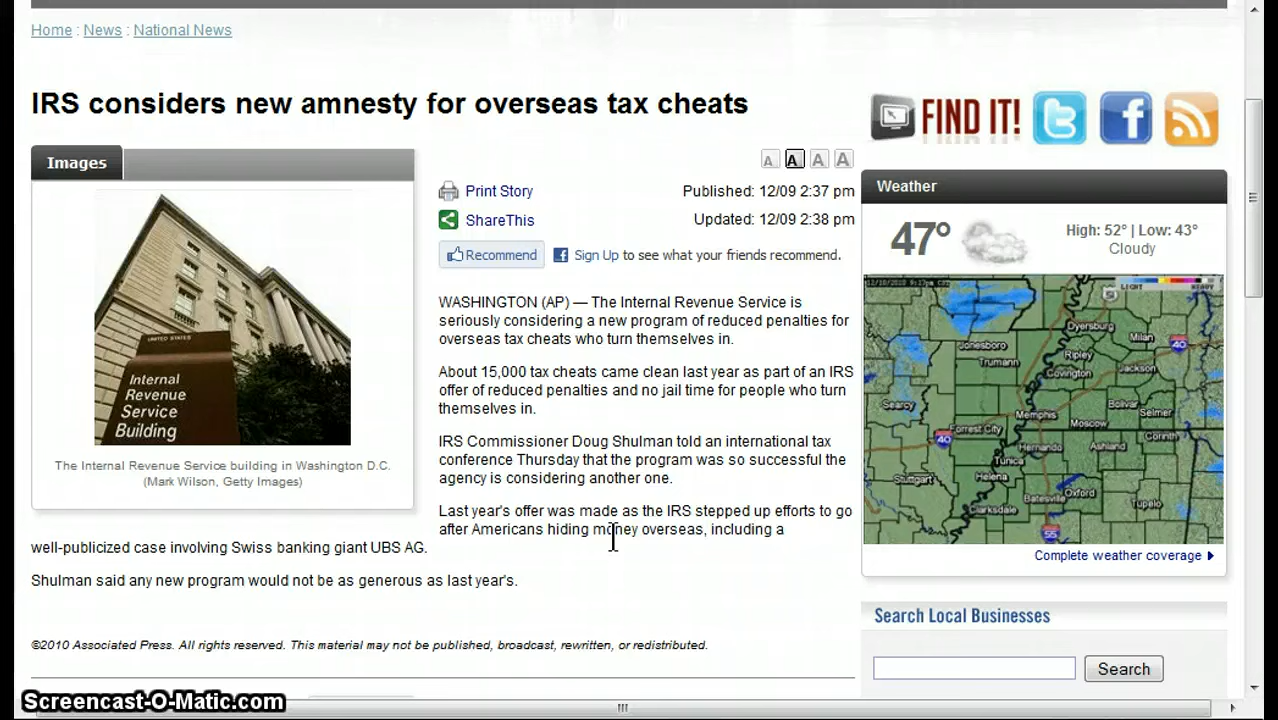 Home : News : National News
IRS considers new amnesty for overseas tax cheats
Images
UNITED STATES
Internal
Revenue
Service
Building
The Internal Revenue Service building in Washington D.C.
(Mark Wilson, Getty Images)
A A A A
Print Story
Published: 12/09 2:37 pm
ShareThis
Updated: 12/09 2:38 pm
Recommend
Sign Up to see what your friends recommend.
WASHINGTON (AP) — The Internal Revenue Service is
seriously considering a new program of reduced penalties for
overseas tax cheats who turn themselves in.
About 15,000 tax cheats came clean last year as part of an IRS
offer of reduced penalties and no jail time for people who turn
themselves in.
IRS Commissioner Doug Shulman told an international tax
conference Thursday that the program was so successful the
agency is considering another one.
Last year's offer was made as the IRS stepped up efforts to go
after Americans hiding money overseas, including a
well-publicized case involving Swiss banking giant UBS AG.
Shulman said any new program would not be as generous as last year's.
©2010 Associated Press. All rights reserved. This material may not be published, broadcast, rewritten, or redistributed.
FIND IT!
Weather
47°
High: 52° | Low: 43°
Cloudy
LIGHT
HEAVY
51
Dyersburg
Milan
40
Jonesboro
Trumann
Ripley
Covington
Jackson
Searcy
Memphis
Bolivar
Selmer
40
Forrest City
Moscow
Corinth
Hernando
Ashland
Tunica
Stuttgart
Helena
Batesville
Oxford
Clarksdale
Tupelo
55
Complete weather coverage
Search Local Businesses
Search
Screencast-O-Matic.com